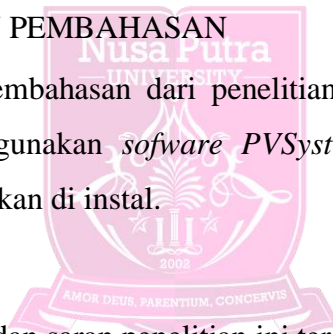 PEMBAHASAN
Nusa Putra
UNIVERSITY
embahasan dari penelitian
gunakan sofware PVSyst
kan di instal.
III
2002
AMOR DEUS, PARENTIUM, CONCERVIS
dan saran penelitian ini ter